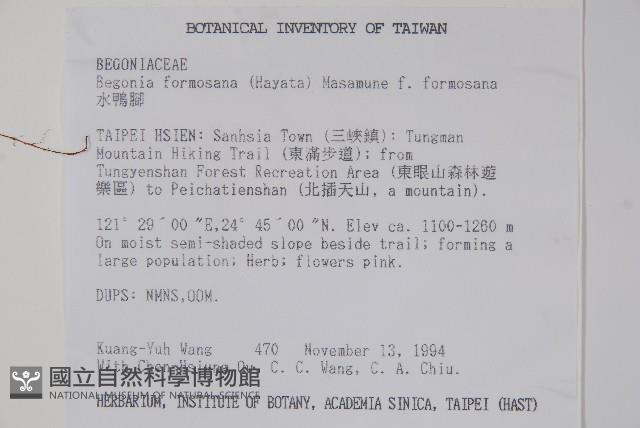 BOTANICAL INVENTORY OF TAIWAN
BEGONIACEAE
Begonia formosana (Hayata) Masamune f. formosana
水鴨腳
TAIPEI HSIEN: Sanhsia Town (三峽鎮): Tungman
Mountain Hiking Trail (東滿步道); from
Tungyenshan Forest Recreation Area (東眼山森林遊
樂區) to Peichatienshan (北插天山, a mountain).
121° 29´00 ˝E,24° 45´00 ˝N. Elev ca. 1100-1260 m
On moist semi-shaded slope beside trail; forming a
large population; Herb; flowers pink.
DUPS: NMNS,OOM.
Kuang-Yuh Wang 470 November 13, 1994
With Chen-Hsiung Ou, C. C. Wang, C. A. Chiu.
國立自然科學博物館
NATIONAL MUSEUM OF NATURAL SCIENCE
HERBARIUM, INSTITUTE OF BOTANY, ACADEMIA SINICA, TAIPEI (HAST)